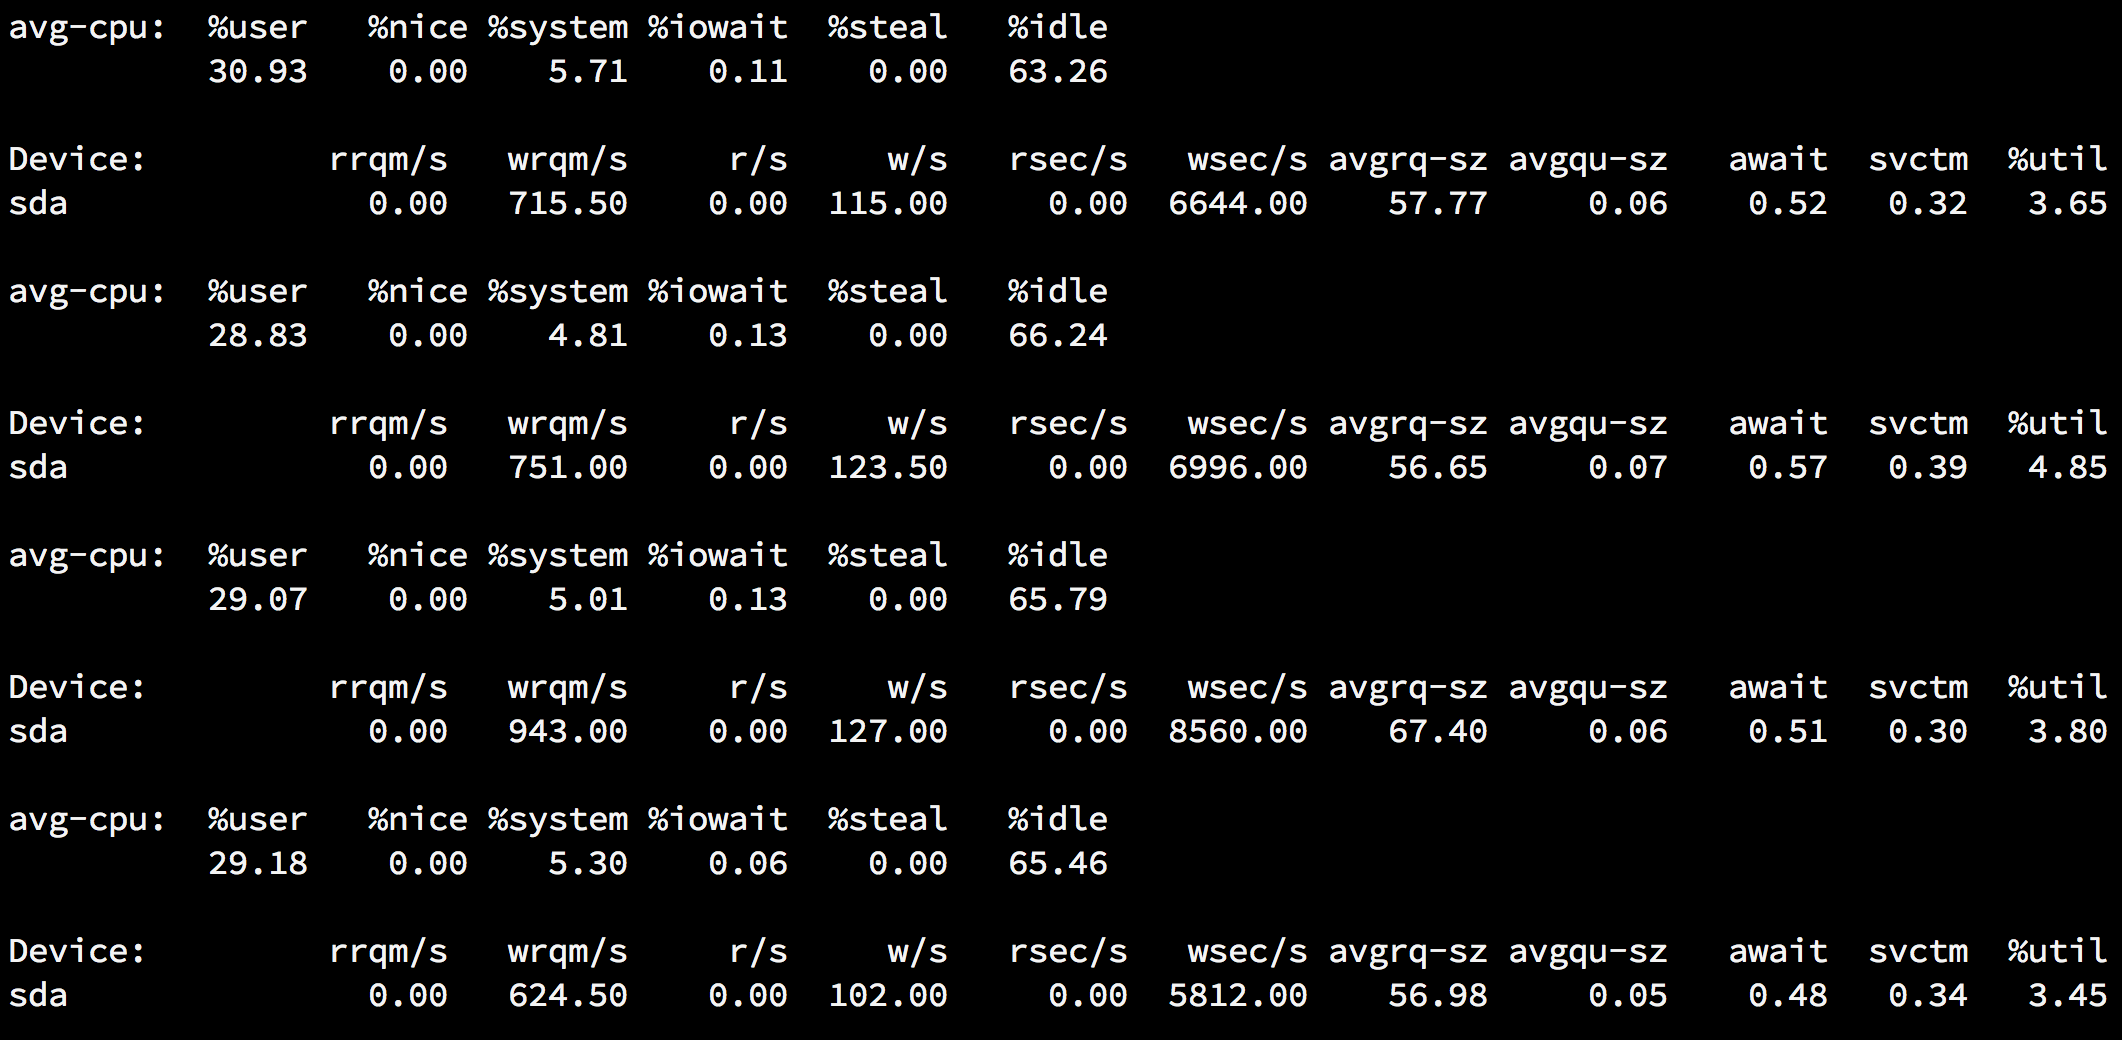 avg-cpu:  %user   %nice %system %iowait  %steal   %idle
          30.93    0.00    5.71    0.11    0.00   63.26

Device:         rrqm/s   wrqm/s     r/s     w/s   rsec/s   wsec/s avgrq-sz avgqu-sz   await  svctm  %util
sda               0.00   715.50    0.00  115.00     0.00  6644.00    57.77     0.06    0.52   0.32   3.65

avg-cpu:  %user   %nice %system %iowait  %steal   %idle
          28.83    0.00    4.81    0.13    0.00   66.24

Device:         rrqm/s   wrqm/s     r/s     w/s   rsec/s   wsec/s avgrq-sz avgqu-sz   await  svctm  %util
sda               0.00   751.00    0.00  123.50     0.00  6996.00    56.65     0.07    0.57   0.39   4.85

avg-cpu:  %user   %nice %system %iowait  %steal   %idle
          29.07    0.00    5.01    0.13    0.00   65.79

Device:         rrqm/s   wrqm/s     r/s     w/s   rsec/s   wsec/s avgrq-sz avgqu-sz   await  svctm  %util
sda               0.00   943.00    0.00  127.00     0.00  8560.00    67.40     0.06    0.51   0.30   3.80

avg-cpu:  %user   %nice %system %iowait  %steal   %idle
          29.18    0.00    5.30    0.06    0.00   65.46

Device:         rrqm/s   wrqm/s     r/s     w/s   rsec/s   wsec/s avgrq-sz avgqu-sz   await  svctm  %util
sda               0.00   624.50    0.00  102.00     0.00  5812.00    56.98     0.05    0.48   0.34   3.45